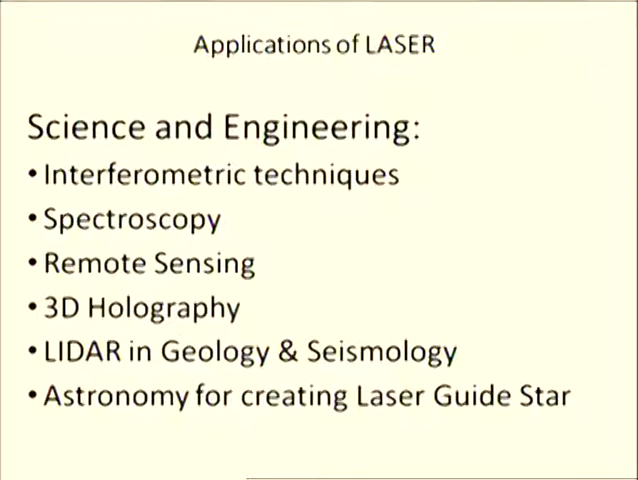 Applications of LASER
Science and Engineering:
• Interferometric techniques
• Spectroscopy
• Remote Sensing
• 3D Holography
• LIDAR in Geology & Seismology
• Astronomy for creating Laser Guide Star